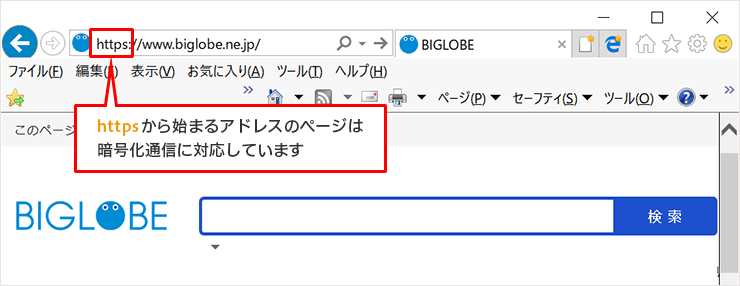 https://www.biglobe.ne.jp/
BIGLOBE
ファイル(F) 編集( 表示(V) お気に入り(A) ツール(T) ヘルプ(H)
ページ(P) セーフティ(S) ツール(O)
このページ
httpsから始まるアドレスのページは
暗号化通信に対応しています
BIGLOBE
検索